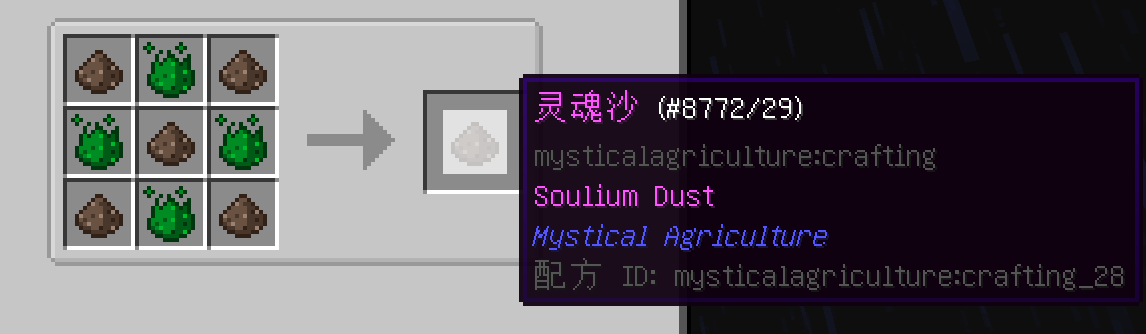 灵魂沙 (#8772/29)
mysticalagriculture:crafting
Soulium Dust
Mystical Agriculture
配方 ID: mysticalagriculture:crafting_28